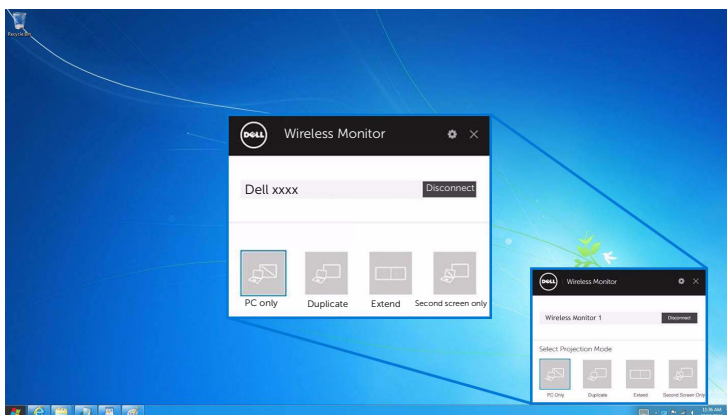 Recycle Bin
DELL
Wireless Monitor
Dell xxxx
Disconnect
PC only
Duplicate
Extend
Second screen only
DELL
Wireless Monitor
Wireless Monitor 1
Disconnect
Select Projection Mode
PC Only
Duplicate
Extend
Second Screen Only